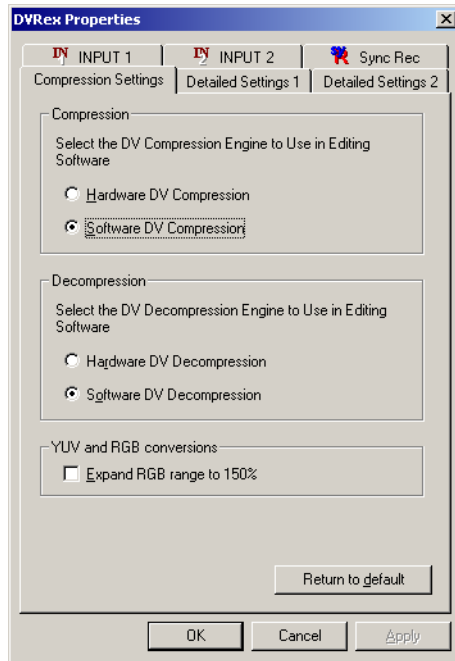 DVRex Properties
IN INPUT 1 IN INPUT 2 Sync Rec
Compression Settings Detailed Settings 1 Detailed Settings 2
Compression
Select the DV Compression Engine to Use in Editing
Software
Hardware DV Compression
Software DV Compression
Decompression
Select the DV Decompression Engine to Use in Editing
Software
Hardware DV Decompression
Software DV Decompression
YUV and RGB conversions
Expand RGB range to 150%
Return to default
OK Cancel Apply